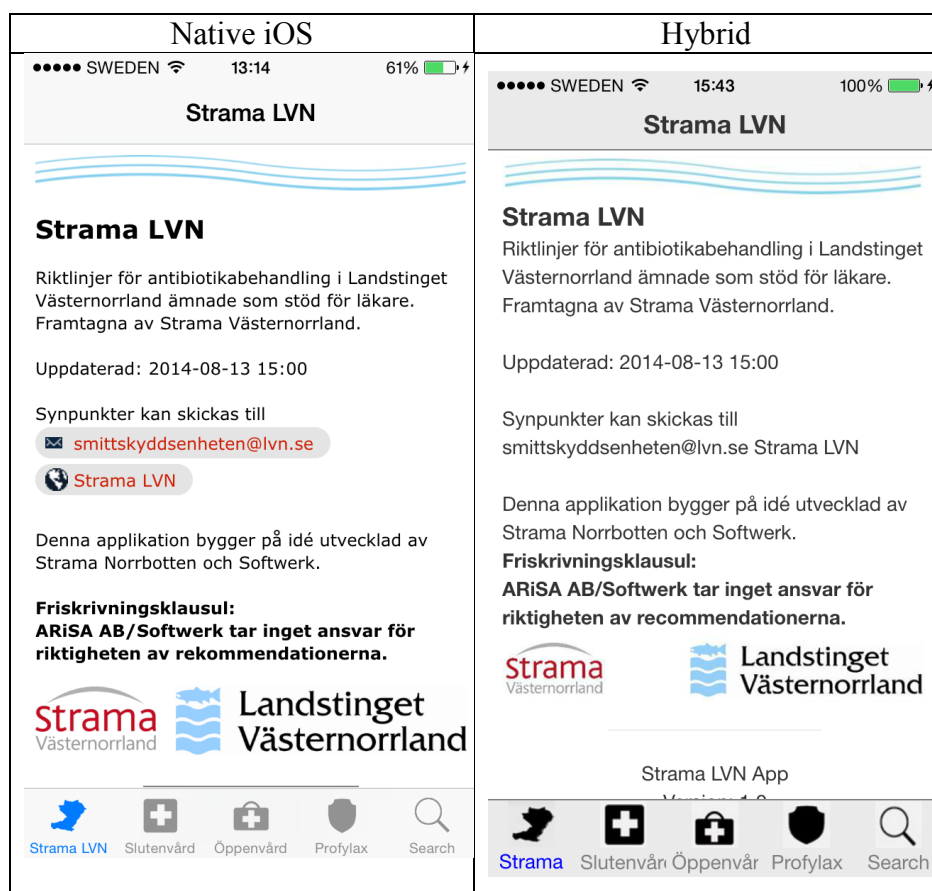 Native iOS
SWEDEN 13:14 61%
Strama LVN
Strama LVN
Riktlinjer för antibiotikabehandling i Landstinget
Västernorrland ämnade som stöd för läkare.
Framtagna av Strama Västernorrland.
Uppdaterad: 2014-08-13 15:00
Synpunkter kan skickas till
smittskyddsenheten@lvn.se
Strama LVN
Denna applikation bygger på idé utvecklad av
Strama Norrbotten och Softwerk.
Friskrivningsklausul:
ARiSA AB/Softwerk tar inget ansvar för
riktigheten av rekommendationerna.
strama
Västernorrland
Landstinget
Västernorrland
Strama LVN Slutenvård Öppenvård Profylax Search
Hybrid
SWEDEN 15:43 100%
Strama LVN
Strama LVN
Riktlinjer för antibiotikabehandling i Landstinget
Västernorrland ämnade som stöd för läkare.
Framtagna av Strama Västernorrland.
Uppdaterad: 2014-08-13 15:00
Synpunkter kan skickas till
smittskyddsenheten@lvn.se Strama LVN
Denna applikation bygger på idé utvecklad av
Strama Norrbotten och Softwerk.
Friskrivningsklausul:
ARiSA AB/Softwerk tar inget ansvar för
riktigheten av recommendationerna.
strama
Västernorrland
Landstinget
Västernorrland
Strama LVN App
Strama Slutenvår Öppenvår Profylax Search